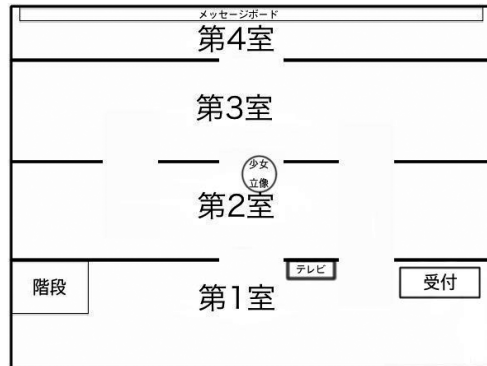 メッセージボード
第4室
第3室
少女
立像
第2室
テレビ
階段
第1室
受付